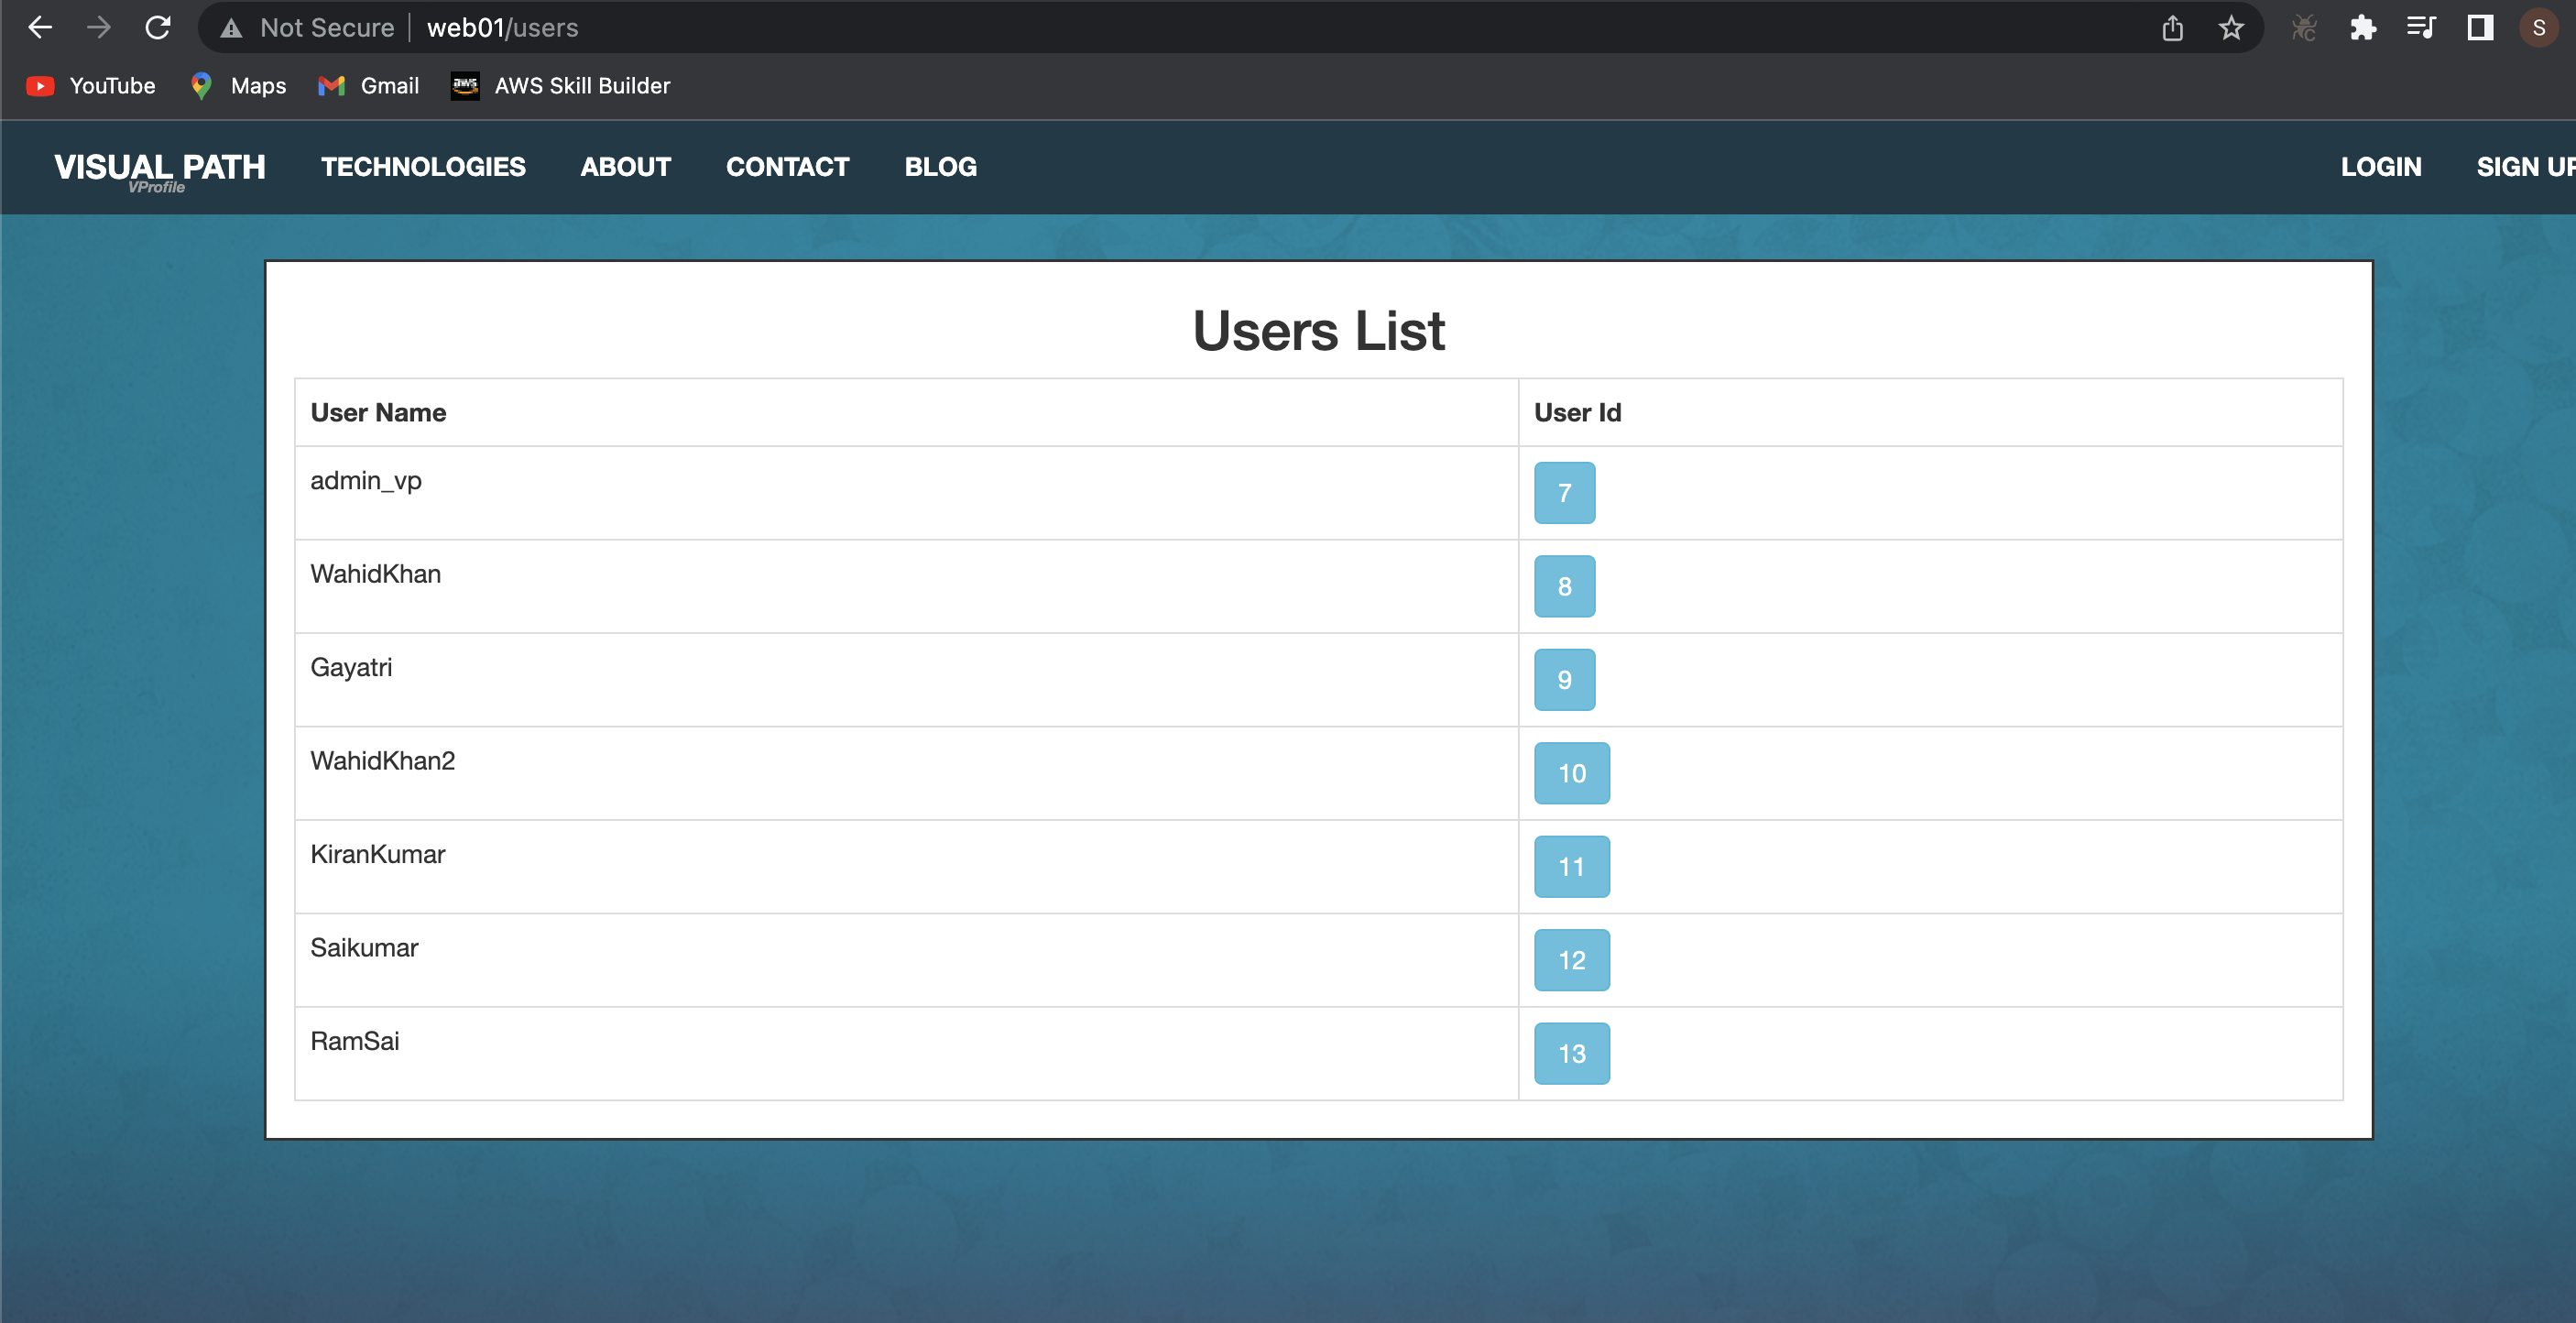 Not Secure | web01/users
S
YouTube Maps Gmail AWS Skill Builder
VISUAL PATH TECHNOLOGIES ABOUT CONTACT BLOG LOGIN SIGN UP
VProfile
Users List
User Name User Id
admin_vp 7
WahidKhan 8
Gayatri 9
WahidKhan2 10
KiranKumar 11
Saikumar 12
RamSai 13